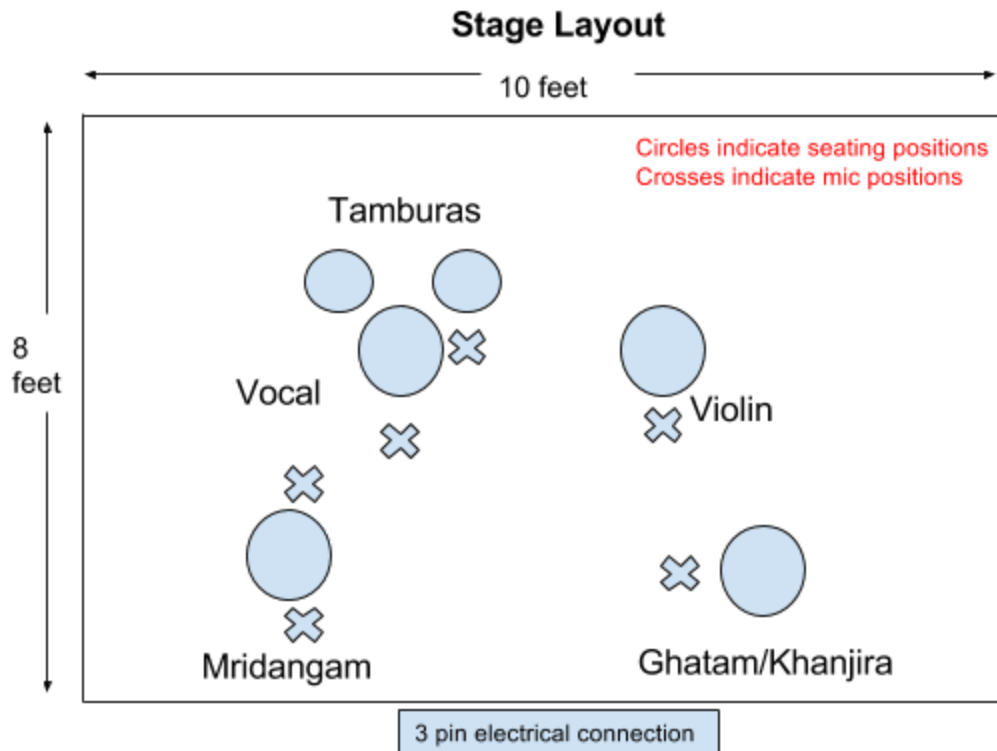 Stage Layout
10 feet
Circles indicate seating positions
Crosses indicate mic positions
Tamburas
8
feet
Vocal
Violin
Mridangam
Ghatam/Khanjira
3 pin electrical connection